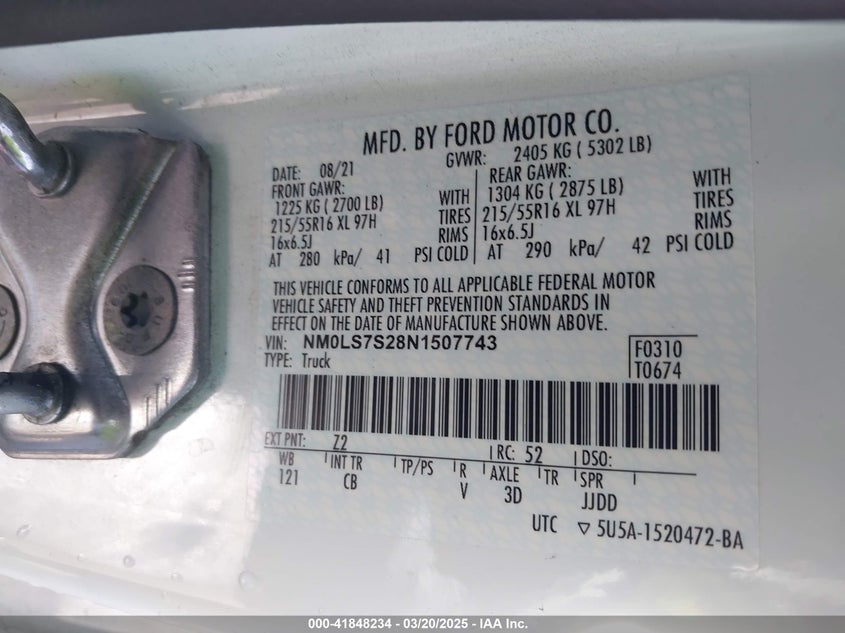 MFD. BY FORD MOTOR CO.
DATE: 08/21 GVWR: 2405 KG ( 5302 LB)
FRONT GAWR: REAR GAWR:
1225 KG ( 2700 LB) WITH 1304 KG ( 2875 LB) WITH
215/55R16 XL 97H TIRES 215/55R16 XL 97H TIRES
16x6.5J RIMS 16x6.5J RIMS
AT 280 kPa/ 41 PSI COLD AT 290 kPa/ 42 PSI COLD
THIS VEHICLE CONFORMS TO ALL APPLICABLE FEDERAL MOTOR
VEHICLE SAFETY AND THEFT PREVENTION STANDARDS IN
EFFECT ON THE DATE OF MANUFACTURE SHOWN ABOVE.
VIN: NM0LS7S28N1507743 F0310
TYPE: Truck T0674
EXT PNT: Z2 RC: 52 DSO:
WB INT TR TP/PS R AXLE TR SPR
121 CB V 3D JJDD
UTC ▽ 5U5A-1520472-BA
000-41848234 - 03/20/2025 - IAA Inc.